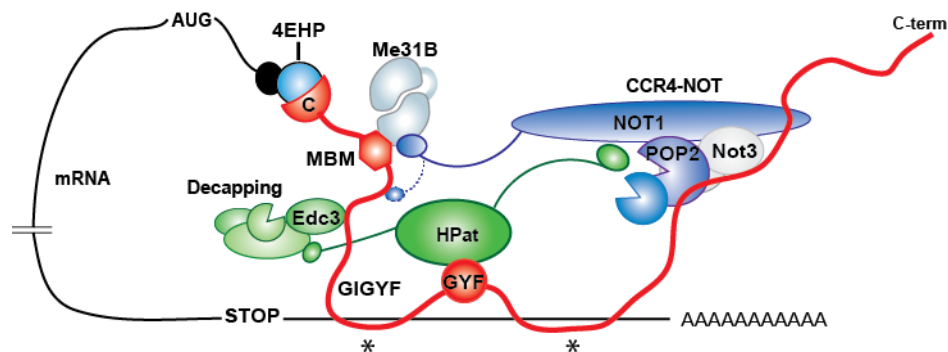 AUG
4EHP
C-term
Me31B
C
CCR4-NOT
NOT1
MBM
POP2
Not3
mRNA
Decapping
Edc3
HPat
GIGYF
GYF
STOP
AAAAAAAAAAA
* *